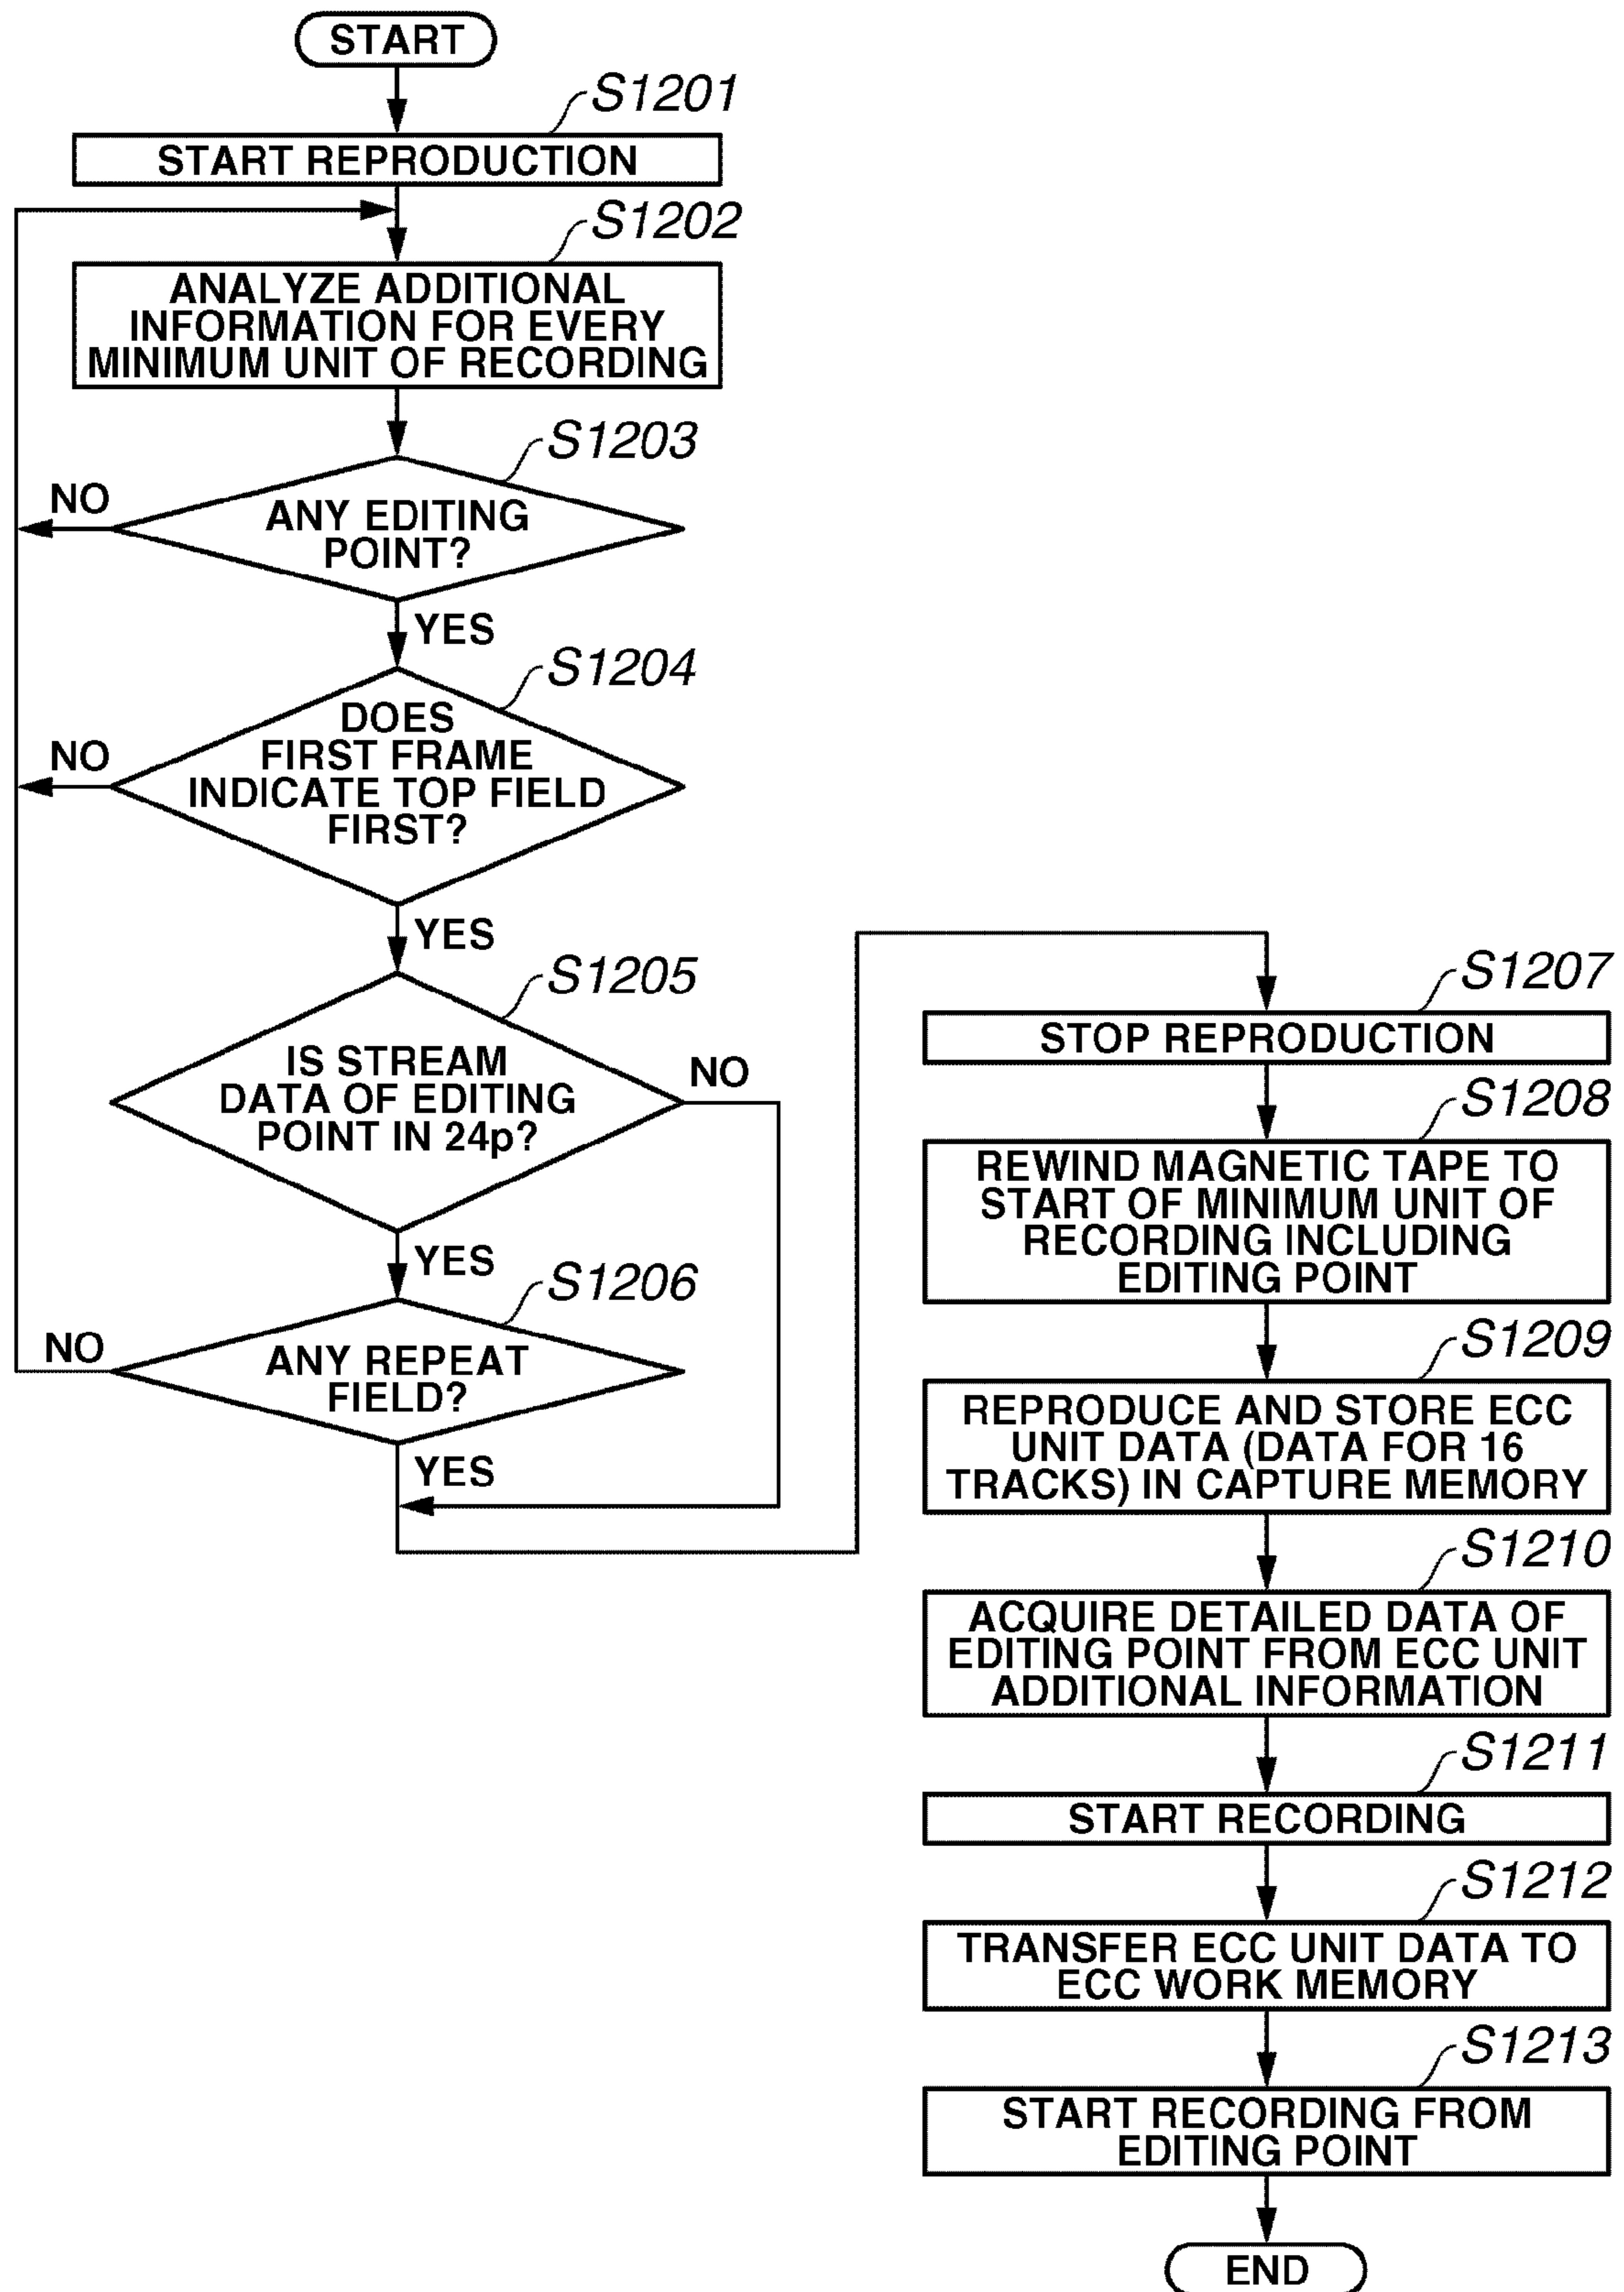 START
S1201
START REPRODUCTION
S1202
ANALYZE ADDITIONAL
INFORMATION FOR EVERY
MINIMUM UNIT OF RECORDING
S1203
NO
ANY EDITING
POINT?
YES
S1204
NO
DOES
FIRST FRAME
INDICATE TOP FIELD
FIRST?
YES
S1205
IS STREAM
DATA OF EDITING
POINT IN 24p?
NO
YES
S1206
NO
ANY REPEAT
FIELD?
YES
S1207
STOP REPRODUCTION
S1208
REWIND MAGNETIC TAPE TO
START OF MINIMUM UNIT OF
RECORDING INCLUDING
EDITING POINT
S1209
REPRODUCE AND STORE ECC
UNIT DATA (DATA FOR 16
TRACKS) IN CAPTURE MEMORY
S1210
ACQUIRE DETAILED DATA OF
EDITING POINT FROM ECC UNIT
ADDITIONAL INFORMATION
S1211
START RECORDING
S1212
TRANSFER ECC UNIT DATA TO
ECC WORK MEMORY
S1213
START RECORDING FROM
EDITING POINT
END